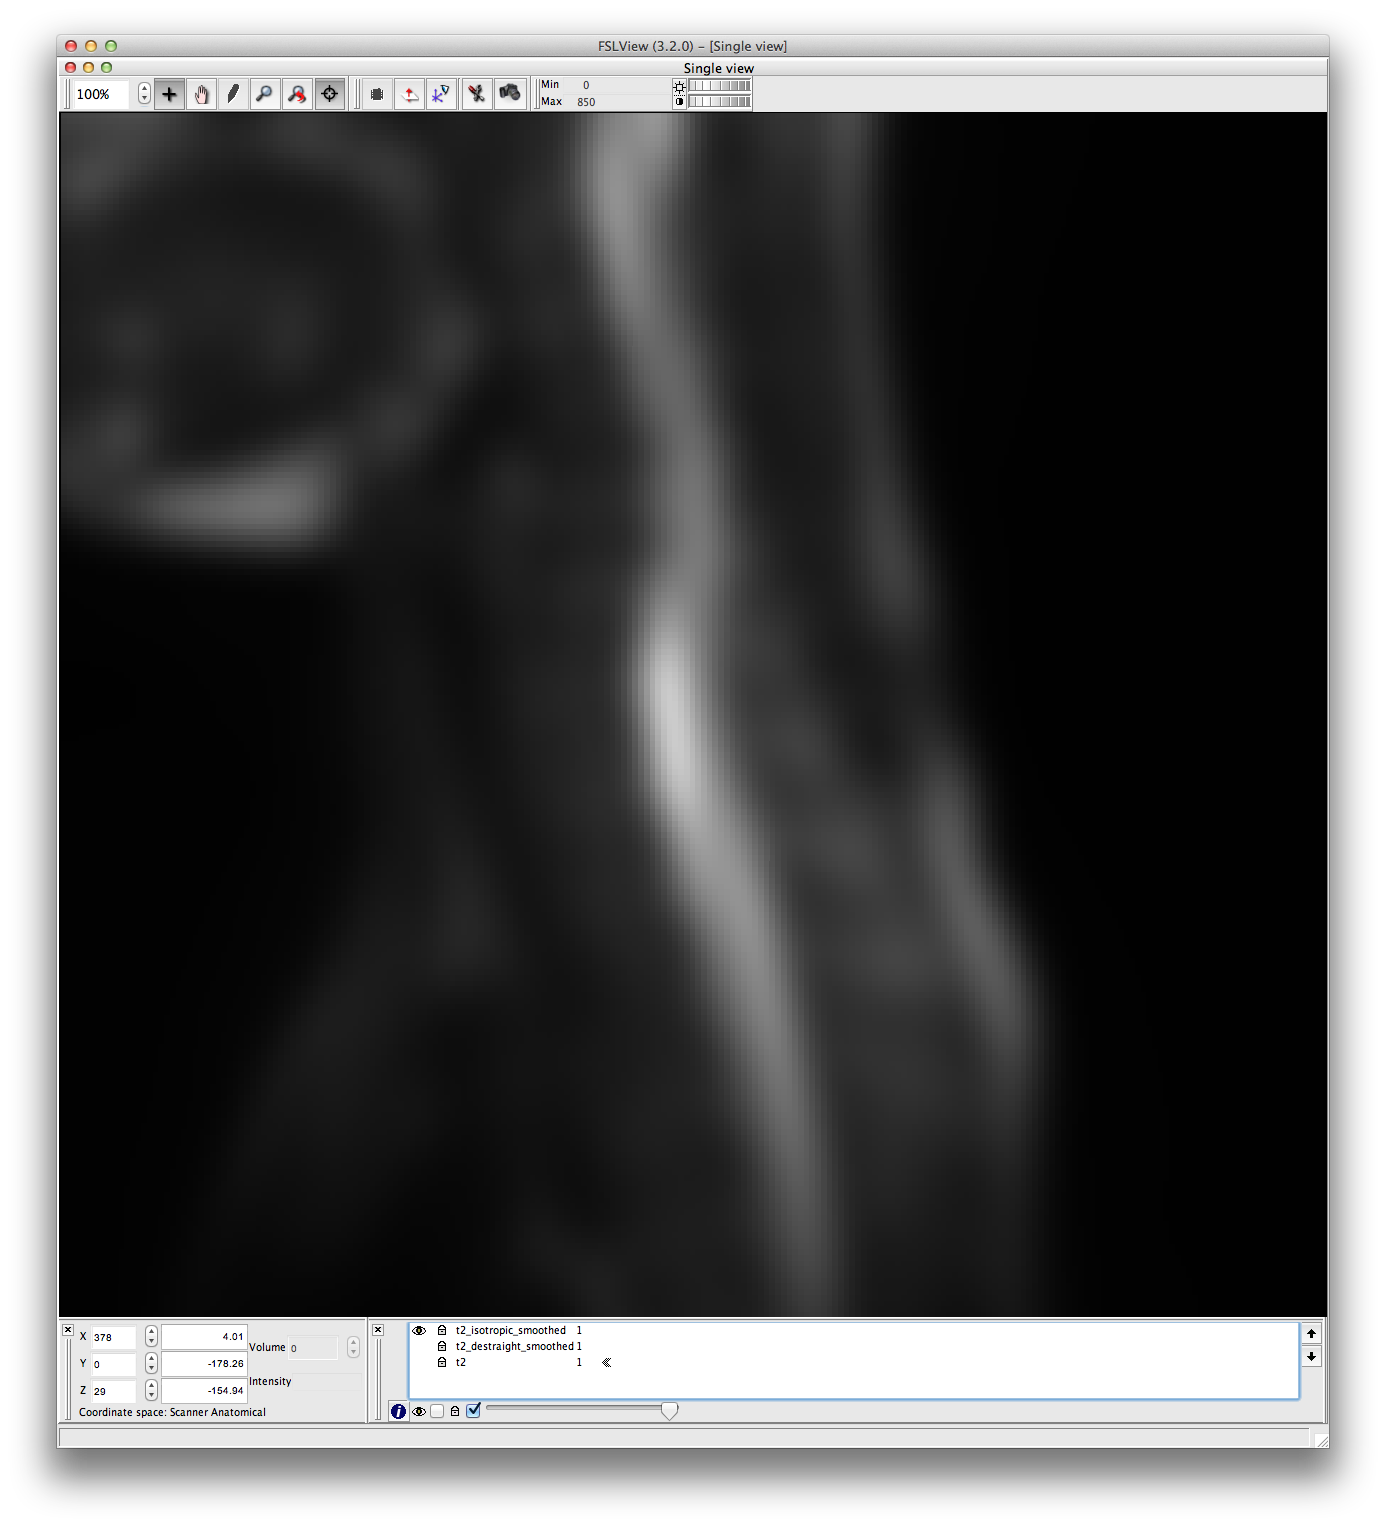 FSLView (3.2.0) – [Single view]
Single view
100%
Min 0
Max 850
X 378 4.01
Y 0 -178.26
Z 29 -154.94
Volume 0
Intensity
Coordinate space: Scanner Anatomical
t2_isotropic_smoothed 1
t2_destraight_smoothed 1
t2 1